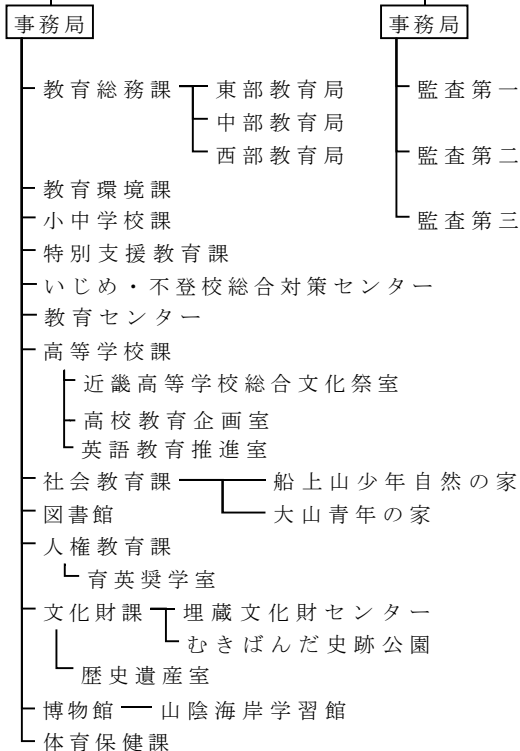 事務局
教育総務課
東部教育局
中部教育局
西部教育局
教育環境課
小中学校課
特別支援教育課
いじめ・不登校総合対策センター
教育センター
高等学校課
近畿高等学校総合文化祭室
高校教育企画室
英語教育推進室
社会教育課
船上山少年自然の家
大山青年の家
図書館
人権教育課
育英奨学室
文化財課
埋蔵文化財センター
むきばんだ史跡公園
歴史遺産室
博物館
山陰海岸学習館
体育保健課
事務局
監査第一
監査第二
監査第三